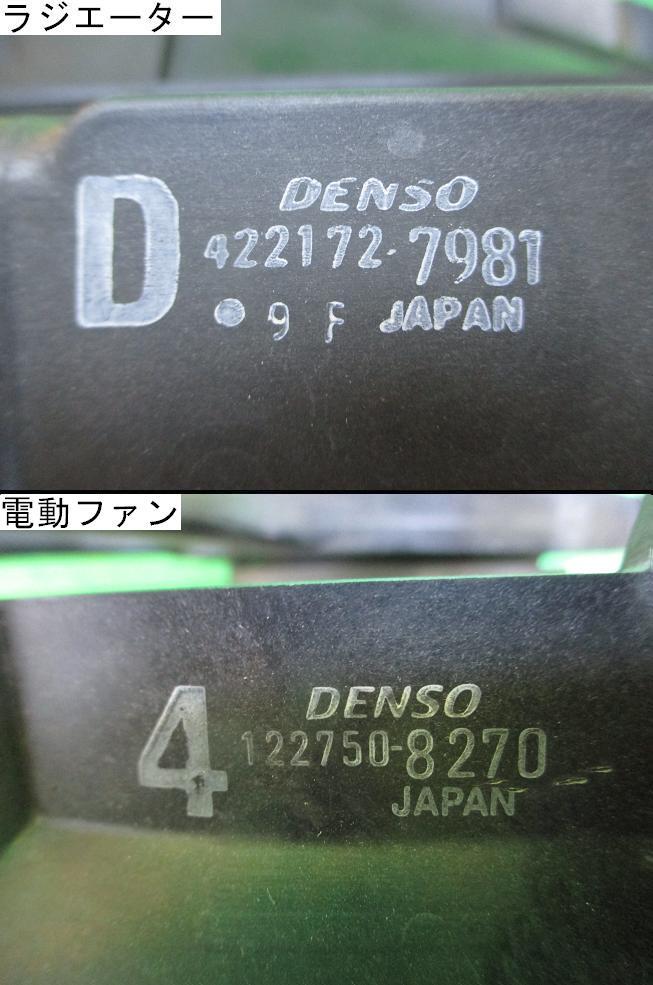 ラジエーター
D
DENSO
422172-7981
●9 F JAPAN
電動ファン
4
DENSO
122750-8270
JAPAN